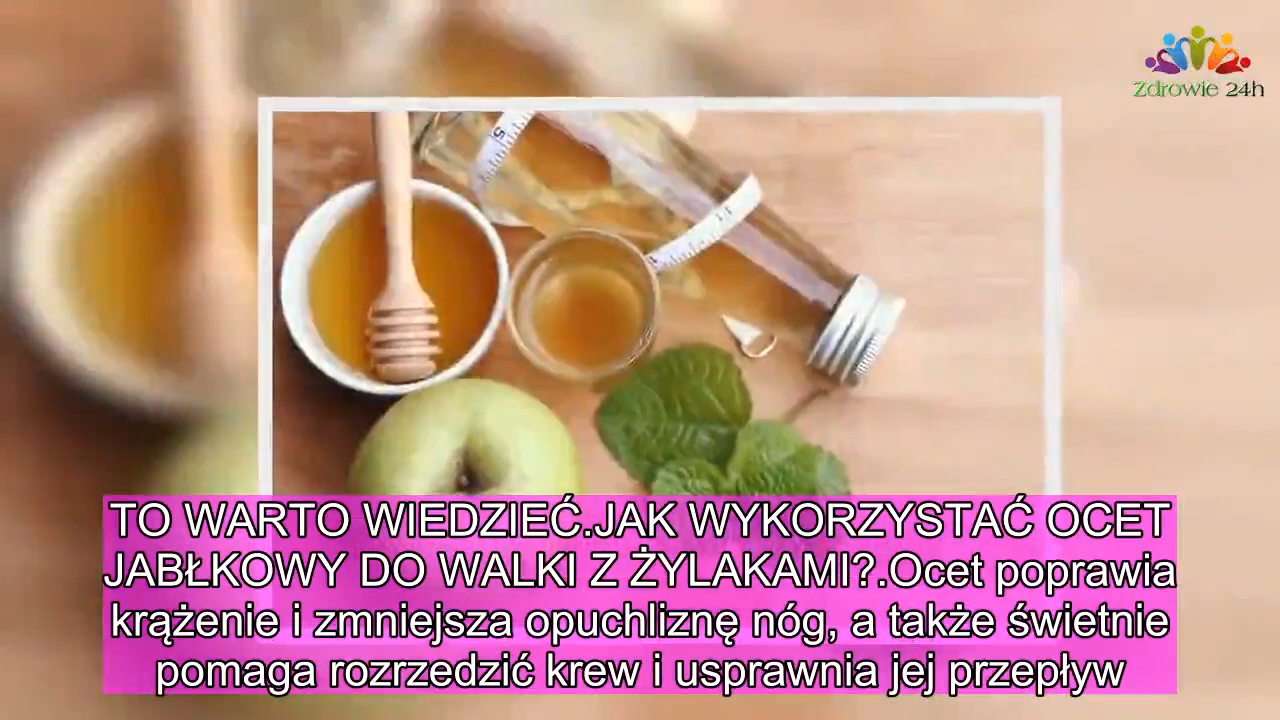 Zdrowie 24h
TO WARTO WIEDZIEĆ.JAK WYKORZYSTAĆ OCET
JABŁKOWY DO WALKI Z ŻYLAKAMI?.Ocet poprawia
krążenie i zmniejsza opuchliznę nóg, a także świetnie
pomaga rozrzedzić krew i usprawnia jej przepływ